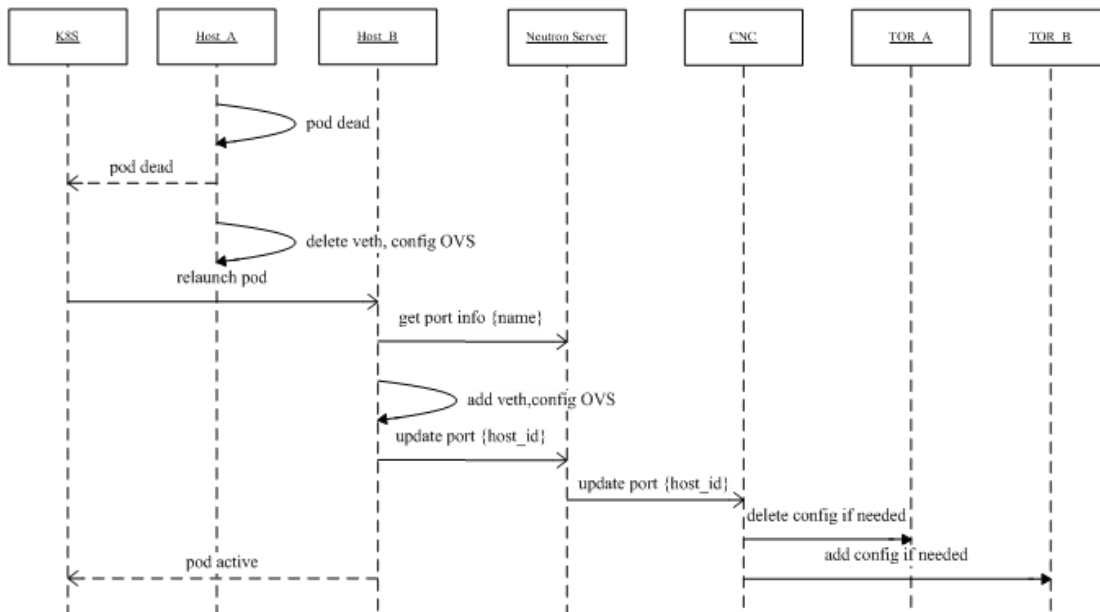 K8S
Host_A
Host_B
Neutron Server
CNC
TOR_A
TOR_B
pod dead
pod dead
delete veth, config OVS
relaunch pod
get port info {name}
add veth,config OVS
update port {host_id}
update port {host_id}
delete config if needed
add config if needed
pod active